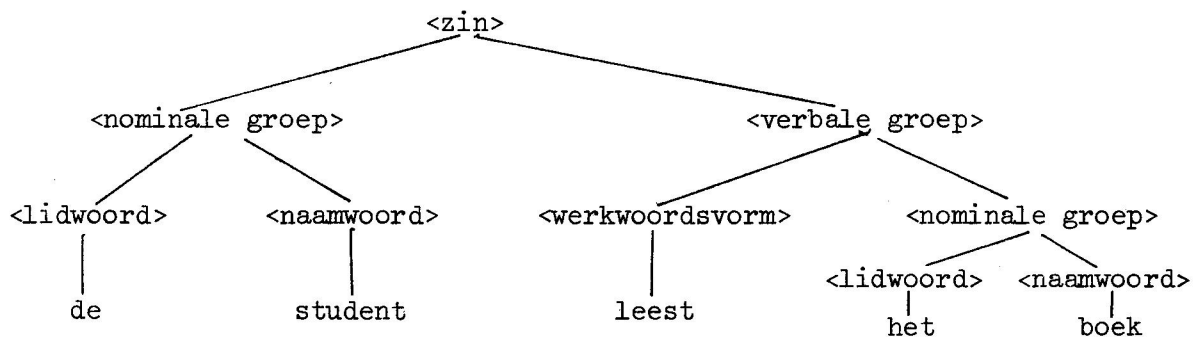 <zin>
<nominale groep> <verbale groep>
<lidwoord> <naamwoord> <werkwoordsvorm> <nominale groep>
<lidwoord> <naamwoord>
de student leest
het boek